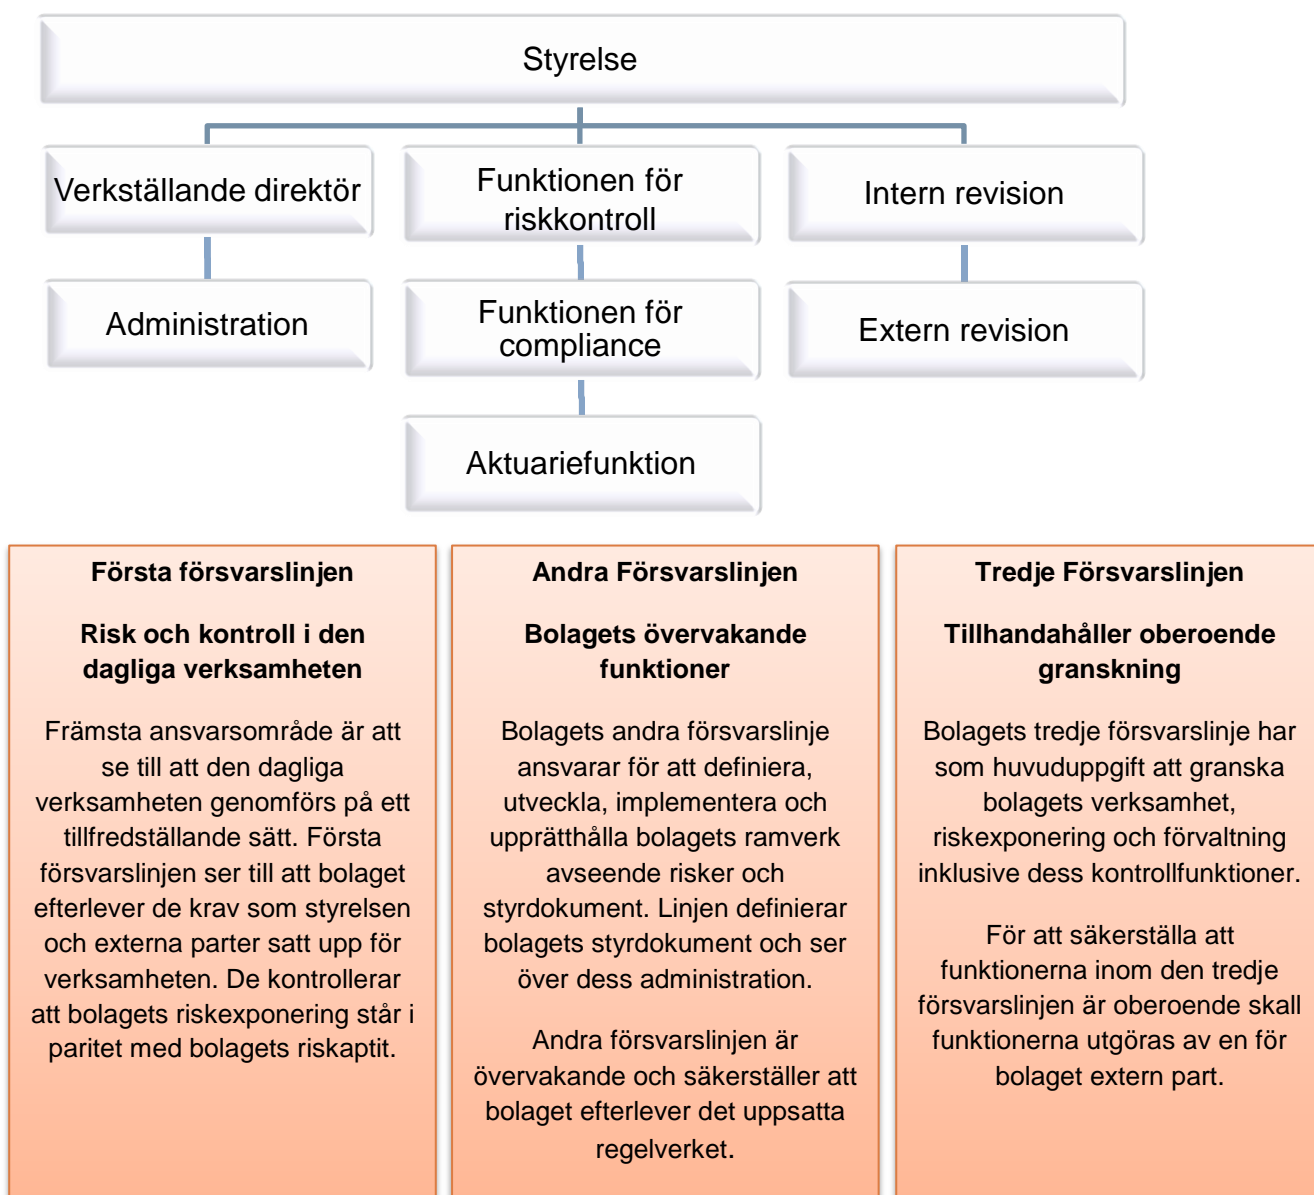 Styrelse
Verkställande direktör
Funktionen för
riskkontroll
Intern revision
Administration
Funktionen för
compliance
Extern revision
Aktuariefunktion
Första försvarslinjen
Risk och kontroll i den
dagliga verksamheten
Främsta ansvarsområde är att
se till att den dagliga
verksamheten genomförs på ett
tillfredställande sätt. Första
försvarslinjen ser till att bolaget
efterlever de krav som styrelsen
och externa parter satt upp för
verksamheten. De kontrollerar
att bolagets riskexponering står i
paritet med bolagets riskaptit.
Andra Försvarslinjen
Bolagets övervakande
funktioner
Bolagets andra försvarslinje
ansvarar för att definiera,
utveckla, implementera och
upprätthålla bolagets ramverk
avseende risker och
styrdokument. Linjen definierar
bolagets styrdokument och ser
över dess administration.
Andra försvarslinjen är
övervakande och säkerställer att
bolaget efterlever det uppsatta
regelverket.
Tredje Försvarslinjen
Tillhandahåller oberoende
granskning
Bolagets tredje försvarslinje har
som huvuduppgift att granska
bolagets verksamhet,
riskexponering och förvaltning
inklusive dess kontrollfunktioner.
För att säkerställa att
funktionerna inom den tredje
försvarslinjen är oberoende skall
funktionerna utgöras av en för
bolaget extern part.